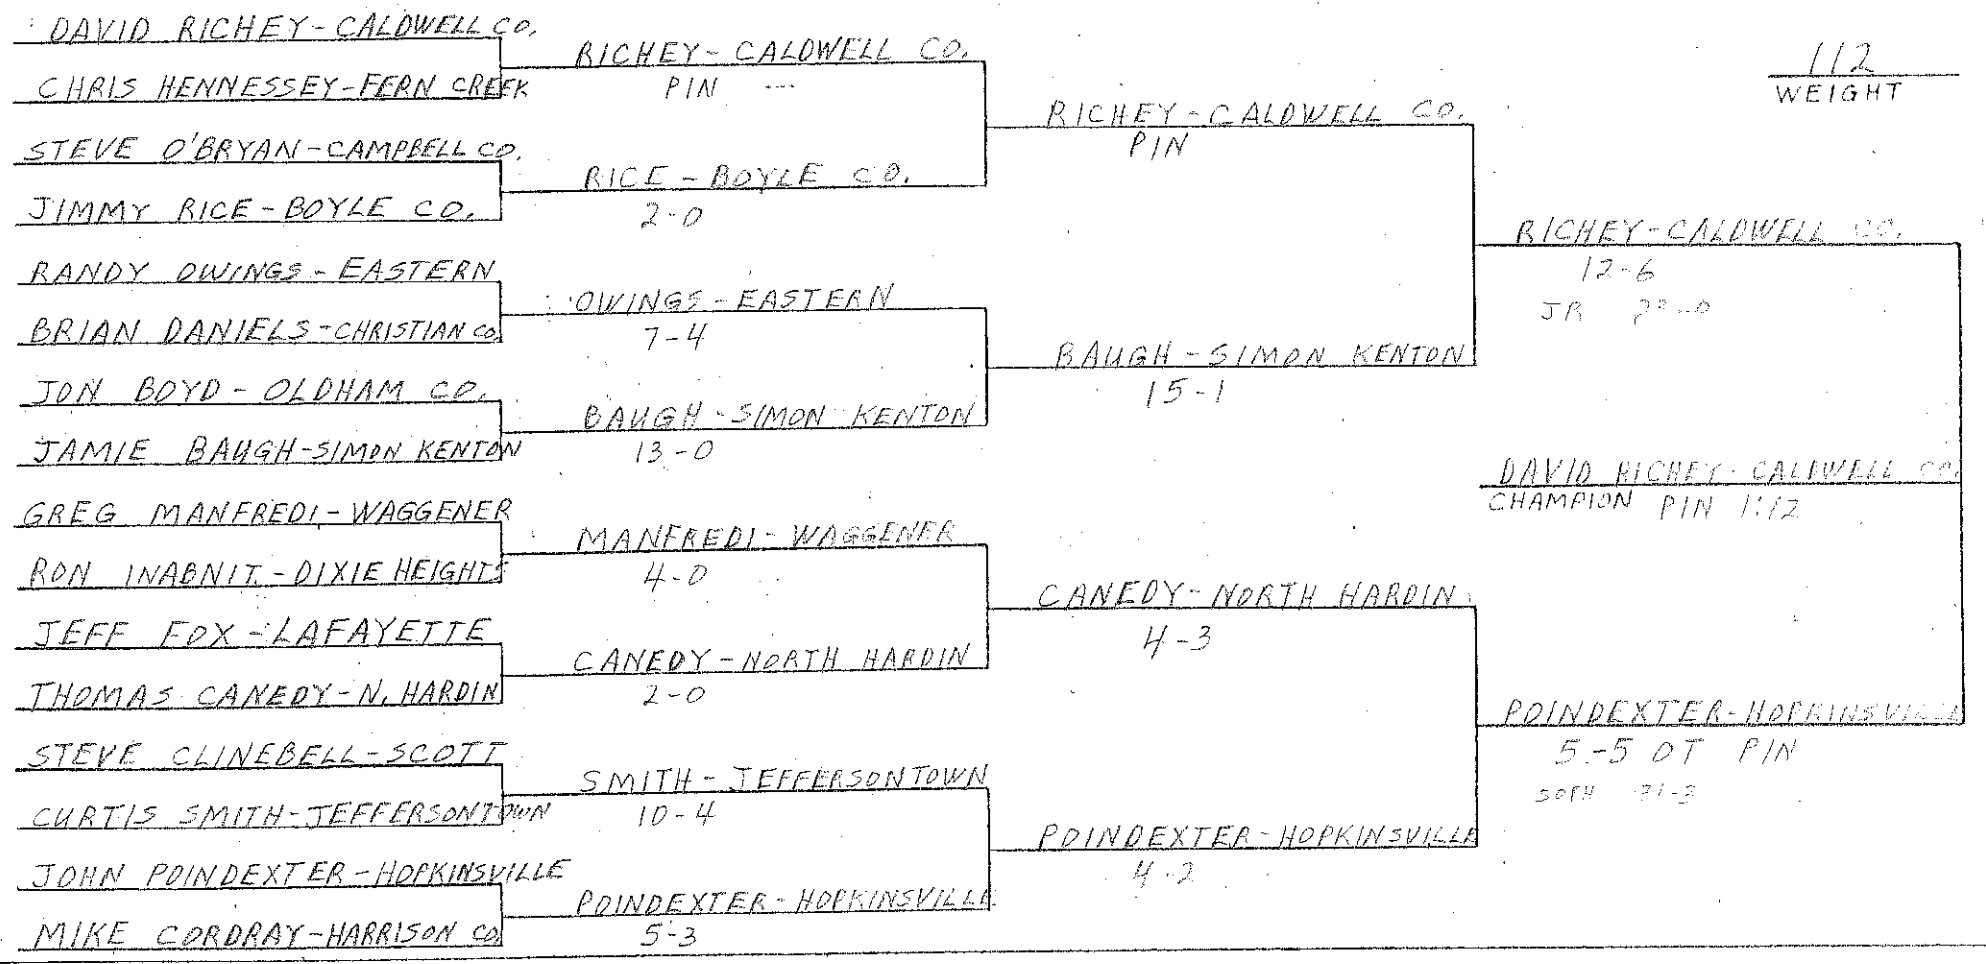 DAVID RICHEY-CALDWELL CO.
CHRIS HENNESSEY-FERN CREEK
STEVE O'BRYAN-CAMPBELL CO.
JIMMY RICE-BOYLE CO.
RANDY OWINGS-EASTERN
BRIAN DANIELS-CHRISTIAN CO.
JON BOYD-OLDHAM CO.
JAMIE BAUGH-SIMON KENTON
GREG MANFREDI-WAGGENER
RON INABNIT-DIXIE HEIGHTS
JEFF FOX-LAFAYETTE
THOMAS CANEDY-N. HARDIN
STEVE CLINEBELL-SCOTT
CURTIS SMITH-JEFFERSONTOWN
JOHN POINDEXTER-HOPKINSVILLE
MIKE CORDRAY-HARRISON CO.
RICHEY-CALDWELL CO.
PIN
RICE-BOYLE CO.
2-0
OWINGS-EASTERN
7-4
BAUGH-SIMON KENTON
13-0
MANFREDI-WAGGENER
4-0
CANEDY-NORTH HARDIN
2-0
SMITH-JEFFERSONTOWN
10-4
POINDEXTER-HOPKINSVILLE
5-3
RICHEY-CALDWELL CO.
PIN
BAUGH-SIMON KENTON
15-1
CANEDY-NORTH HARDIN
4-3
POINDEXTER-HOPKINSVILLE
4-2
112
WEIGHT
RICHEY-CALDWELL CO.
12-6
JR
POINDEXTER-HOPKINSVILLE
5-5 OT PIN
SOPH
DAVID RICHEY-CALDWELL CO.
CHAMPION PIN 1:12